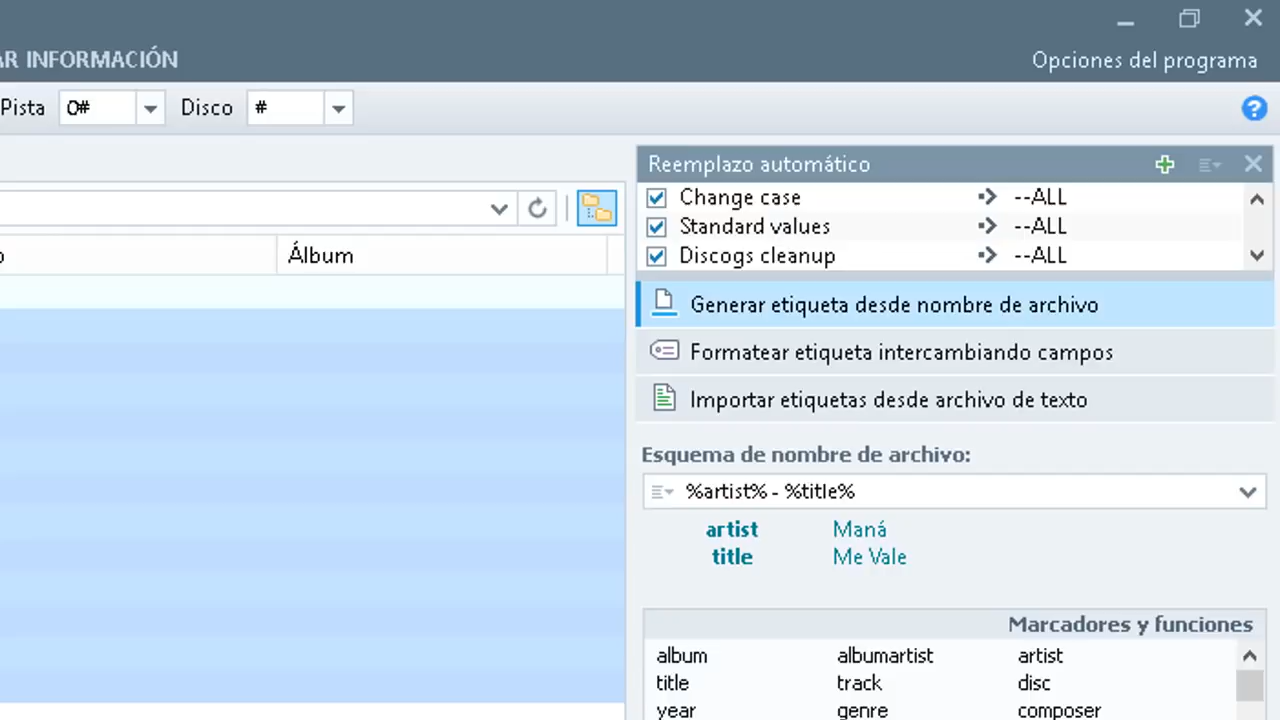 AR INFORMACIÓN
Opciones del programa
Pista 0# Disco #
Reemplazo automático
Change case --ALL
Standard values --ALL
Discogs cleanup --ALL
Álbum
Generar etiqueta desde nombre de archivo
Formatear etiqueta intercambiando campos
Importar etiquetas desde archivo de texto
Esquema de nombre de archivo:
%artist% - %title%
artist Maná
title Me Vale
Marcadores y funciones
album albumartist artist
title track disc
year genre composer